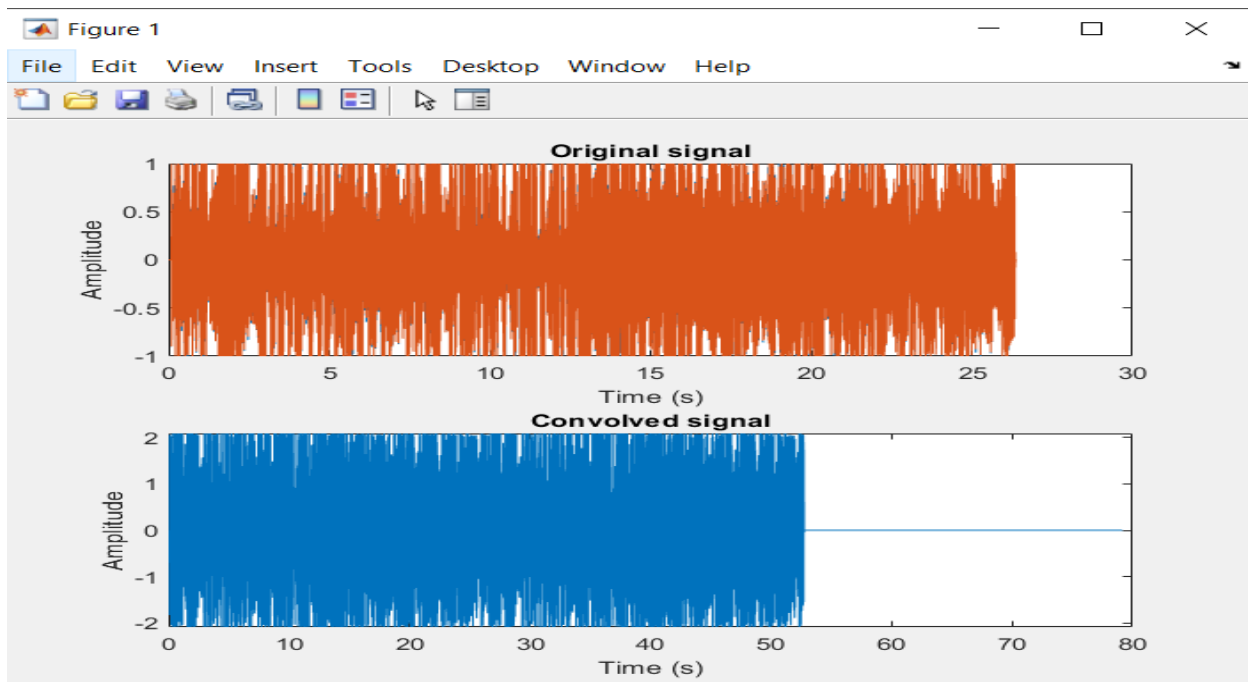 Figure 1
File Edit View Insert Tools Desktop Window Help
Original signal
1
0.5
0
-0.5
-1
Amplitude
0 5 10 15 20 25 30
Time (s)
Convolved signal
2
1
0
-1
-2
Amplitude
0 10 20 30 40 50 60 70 80
Time (s)